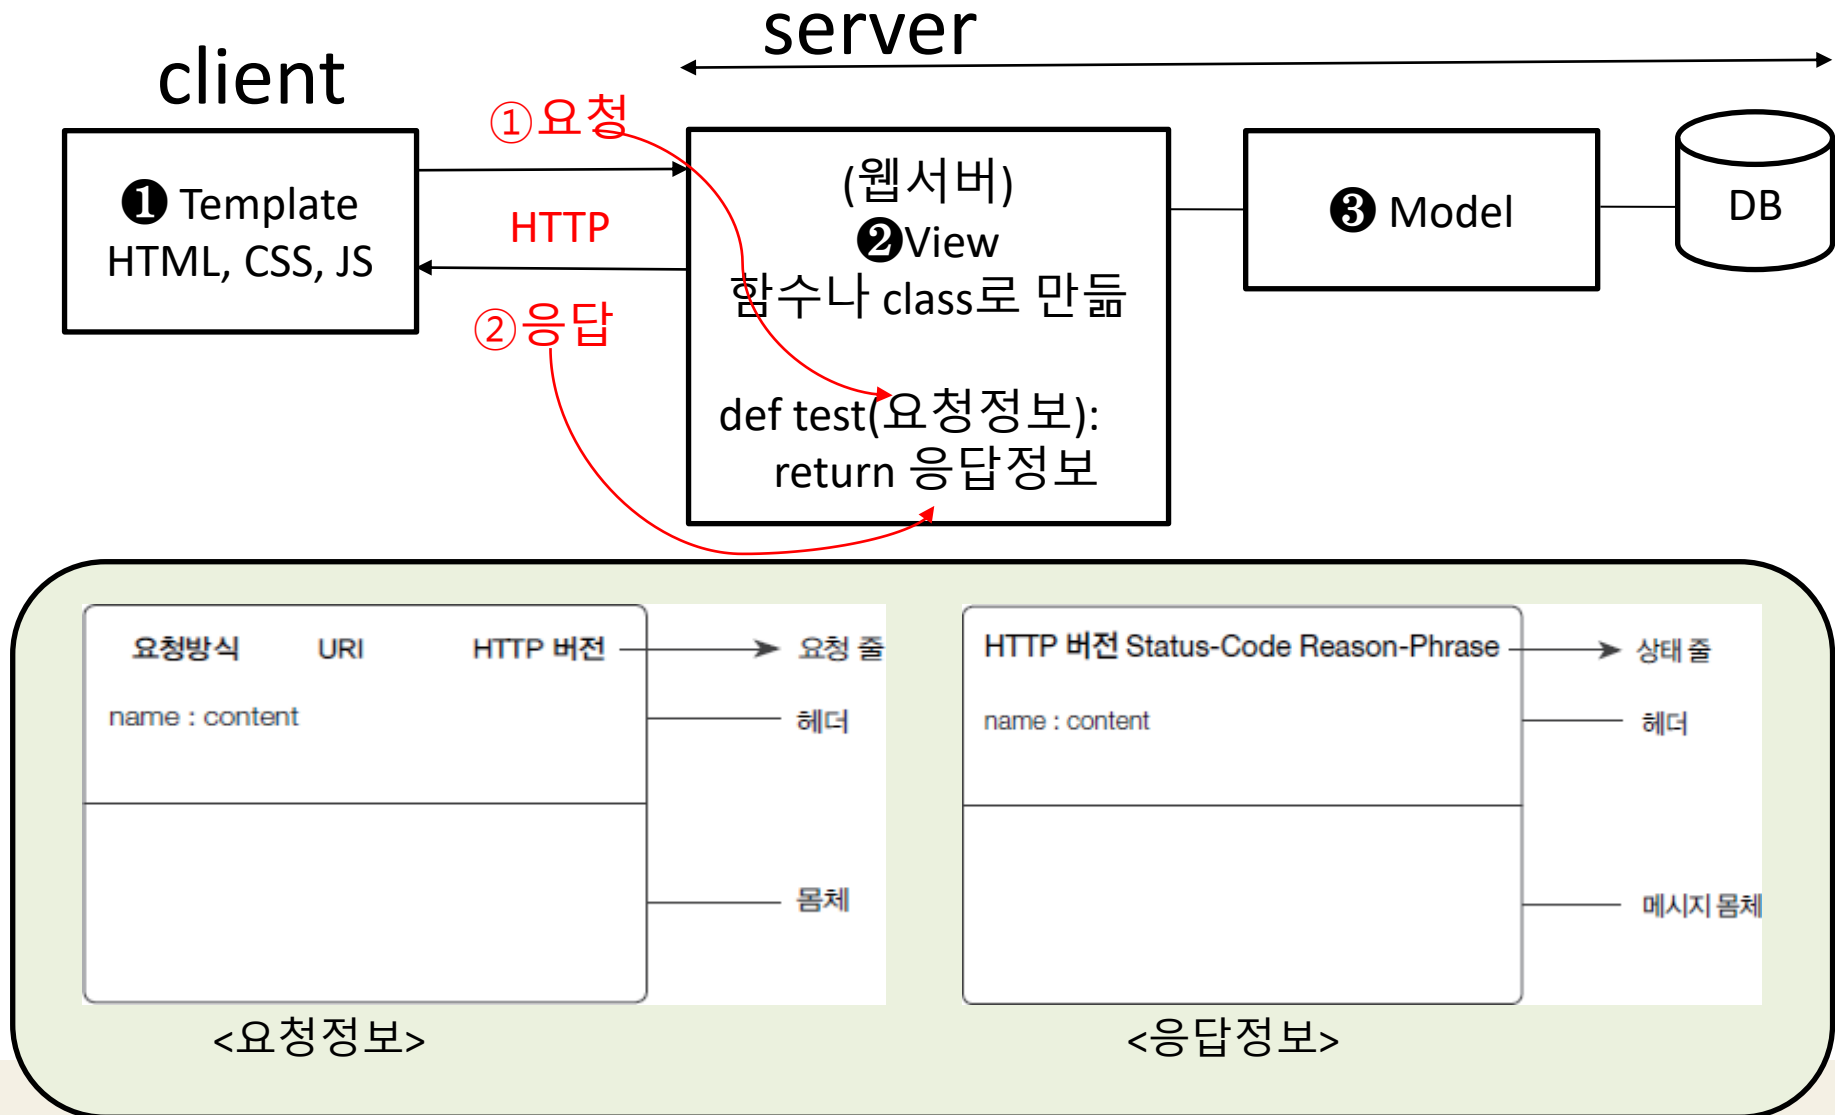 server
client
①요청
HTTP
②응답
❶ Template
HTML, CSS, JS
(웹서버)
❷View
함수나 class로 만듦
def test(요청정보):
return 응답정보
❸ Model
DB
요청방식 URI HTTP 버전
요청 줄
name : content
헤더
몸체
<요청정보>
HTTP 버전 Status-Code Reason-Phrase
상태 줄
name : content
헤더
메시지 몸체
<응답정보>